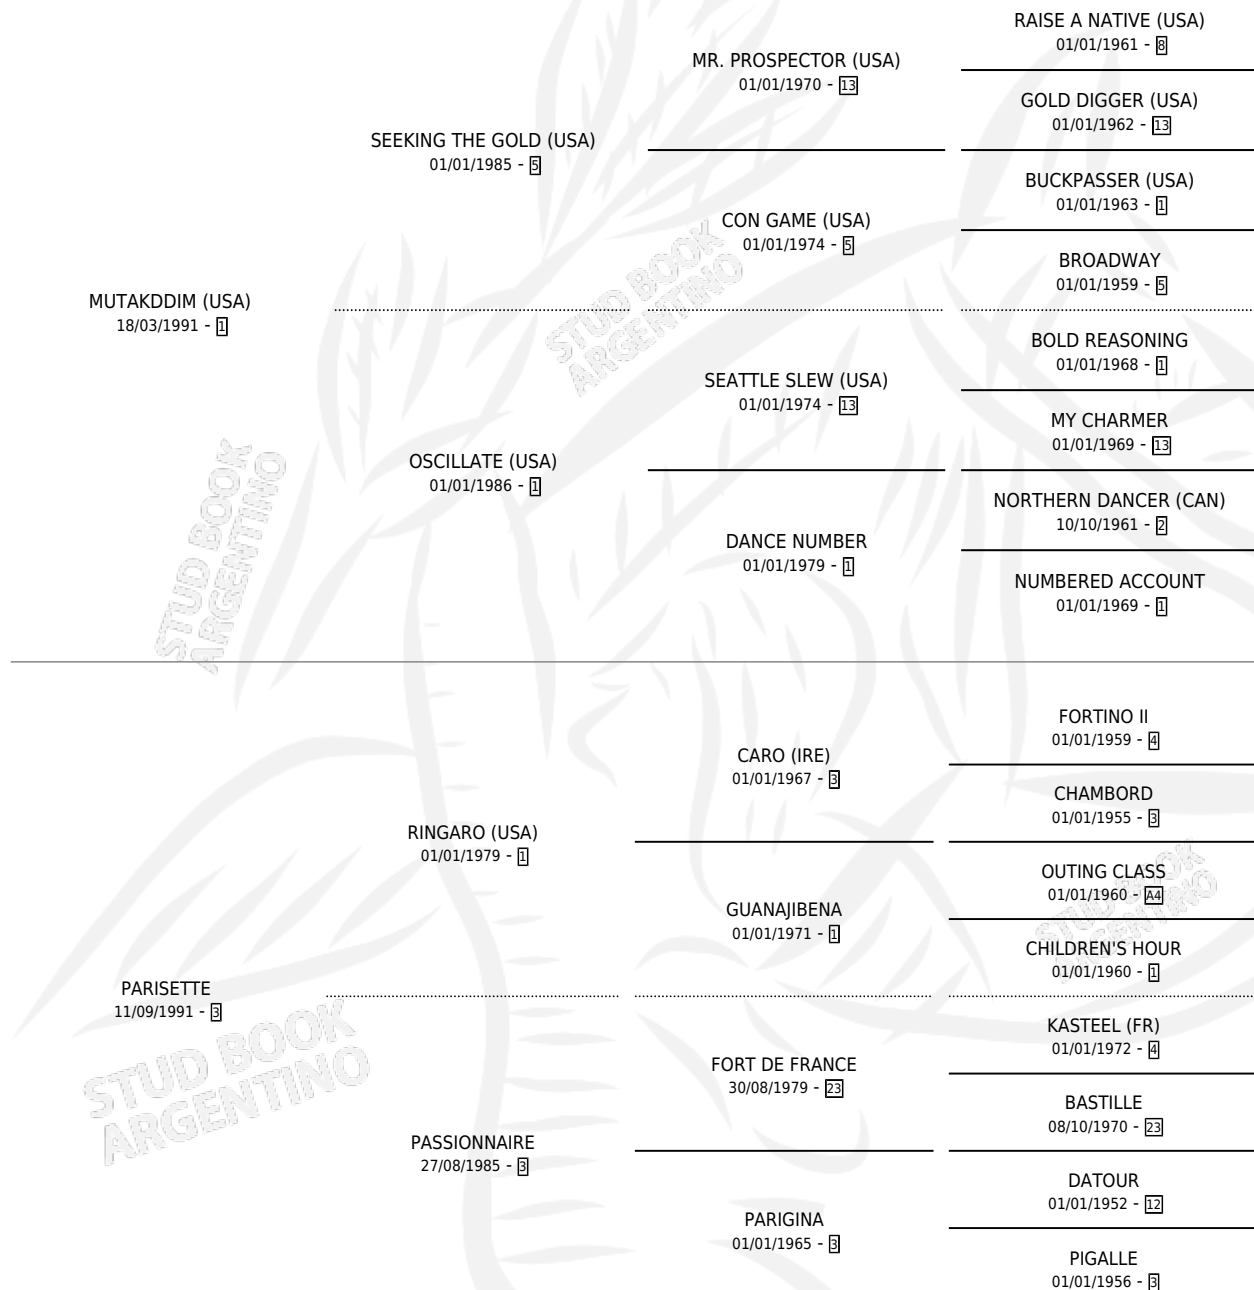 RAISE A NATIVE (USA)
01/01/1961 - 8
MR. PROSPECTOR (USA)
01/01/1970 - 13
GOLD DIGGER (USA)
01/01/1962 - 13
SEEKING THE GOLD (USA)
01/01/1985 - 5
BUCKPASSER (USA)
01/01/1963 - 1
CON GAME (USA)
01/01/1974 - 5
BROADWAY
01/01/1959 - 5
MUTAKDDIM (USA)
18/03/1991 - 1
BOLD REASONING
01/01/1968 - 1
SEATTLE SLEW (USA)
01/01/1974 - 13
MY CHARMER
01/01/1969 - 13
OSCILLATE (USA)
01/01/1986 - 1
NORTHERN DANCER (CAN)
10/10/1961 - 2
DANCE NUMBER
01/01/1979 - 1
NUMBERED ACCOUNT
01/01/1969 - 1
FORTINO II
01/01/1959 - 4
CARO (IRE)
01/01/1967 - 3
CHAMBORD
01/01/1955 - 3
RINGARO (USA)
01/01/1979 - 1
OUTING CLASS
01/01/1960 - A4
GUANAJIBENA
01/01/1971 - 1
CHILDREN'S HOUR
01/01/1960 - 1
PARISETTE
11/09/1991 - 3
KASTEEL (FR)
01/01/1972 - 4
FORT DE FRANCE
30/08/1979 - 23
BASTILLE
08/10/1970 - 23
PASSIONNAIRE
27/08/1985 - 3
DATOUR
01/01/1952 - 12
PARIGINA
01/01/1965 - 3
PIGALLE
01/01/1956 - 3
STUD BOOK
ARGENTINO
STUD BOOK
ARGENTINO
STUD BOOK
ARGENTINO
STUD BOOK
ARGENTINO